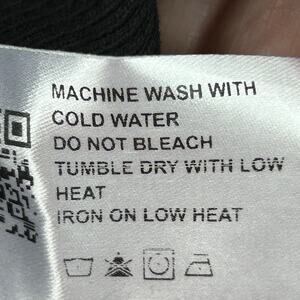 MACHINE WASH WITH
COLD WATER
DO NOT BLEACH
TUMBLE DRY WITH LOW
HEAT
IRON ON LOW HEAT